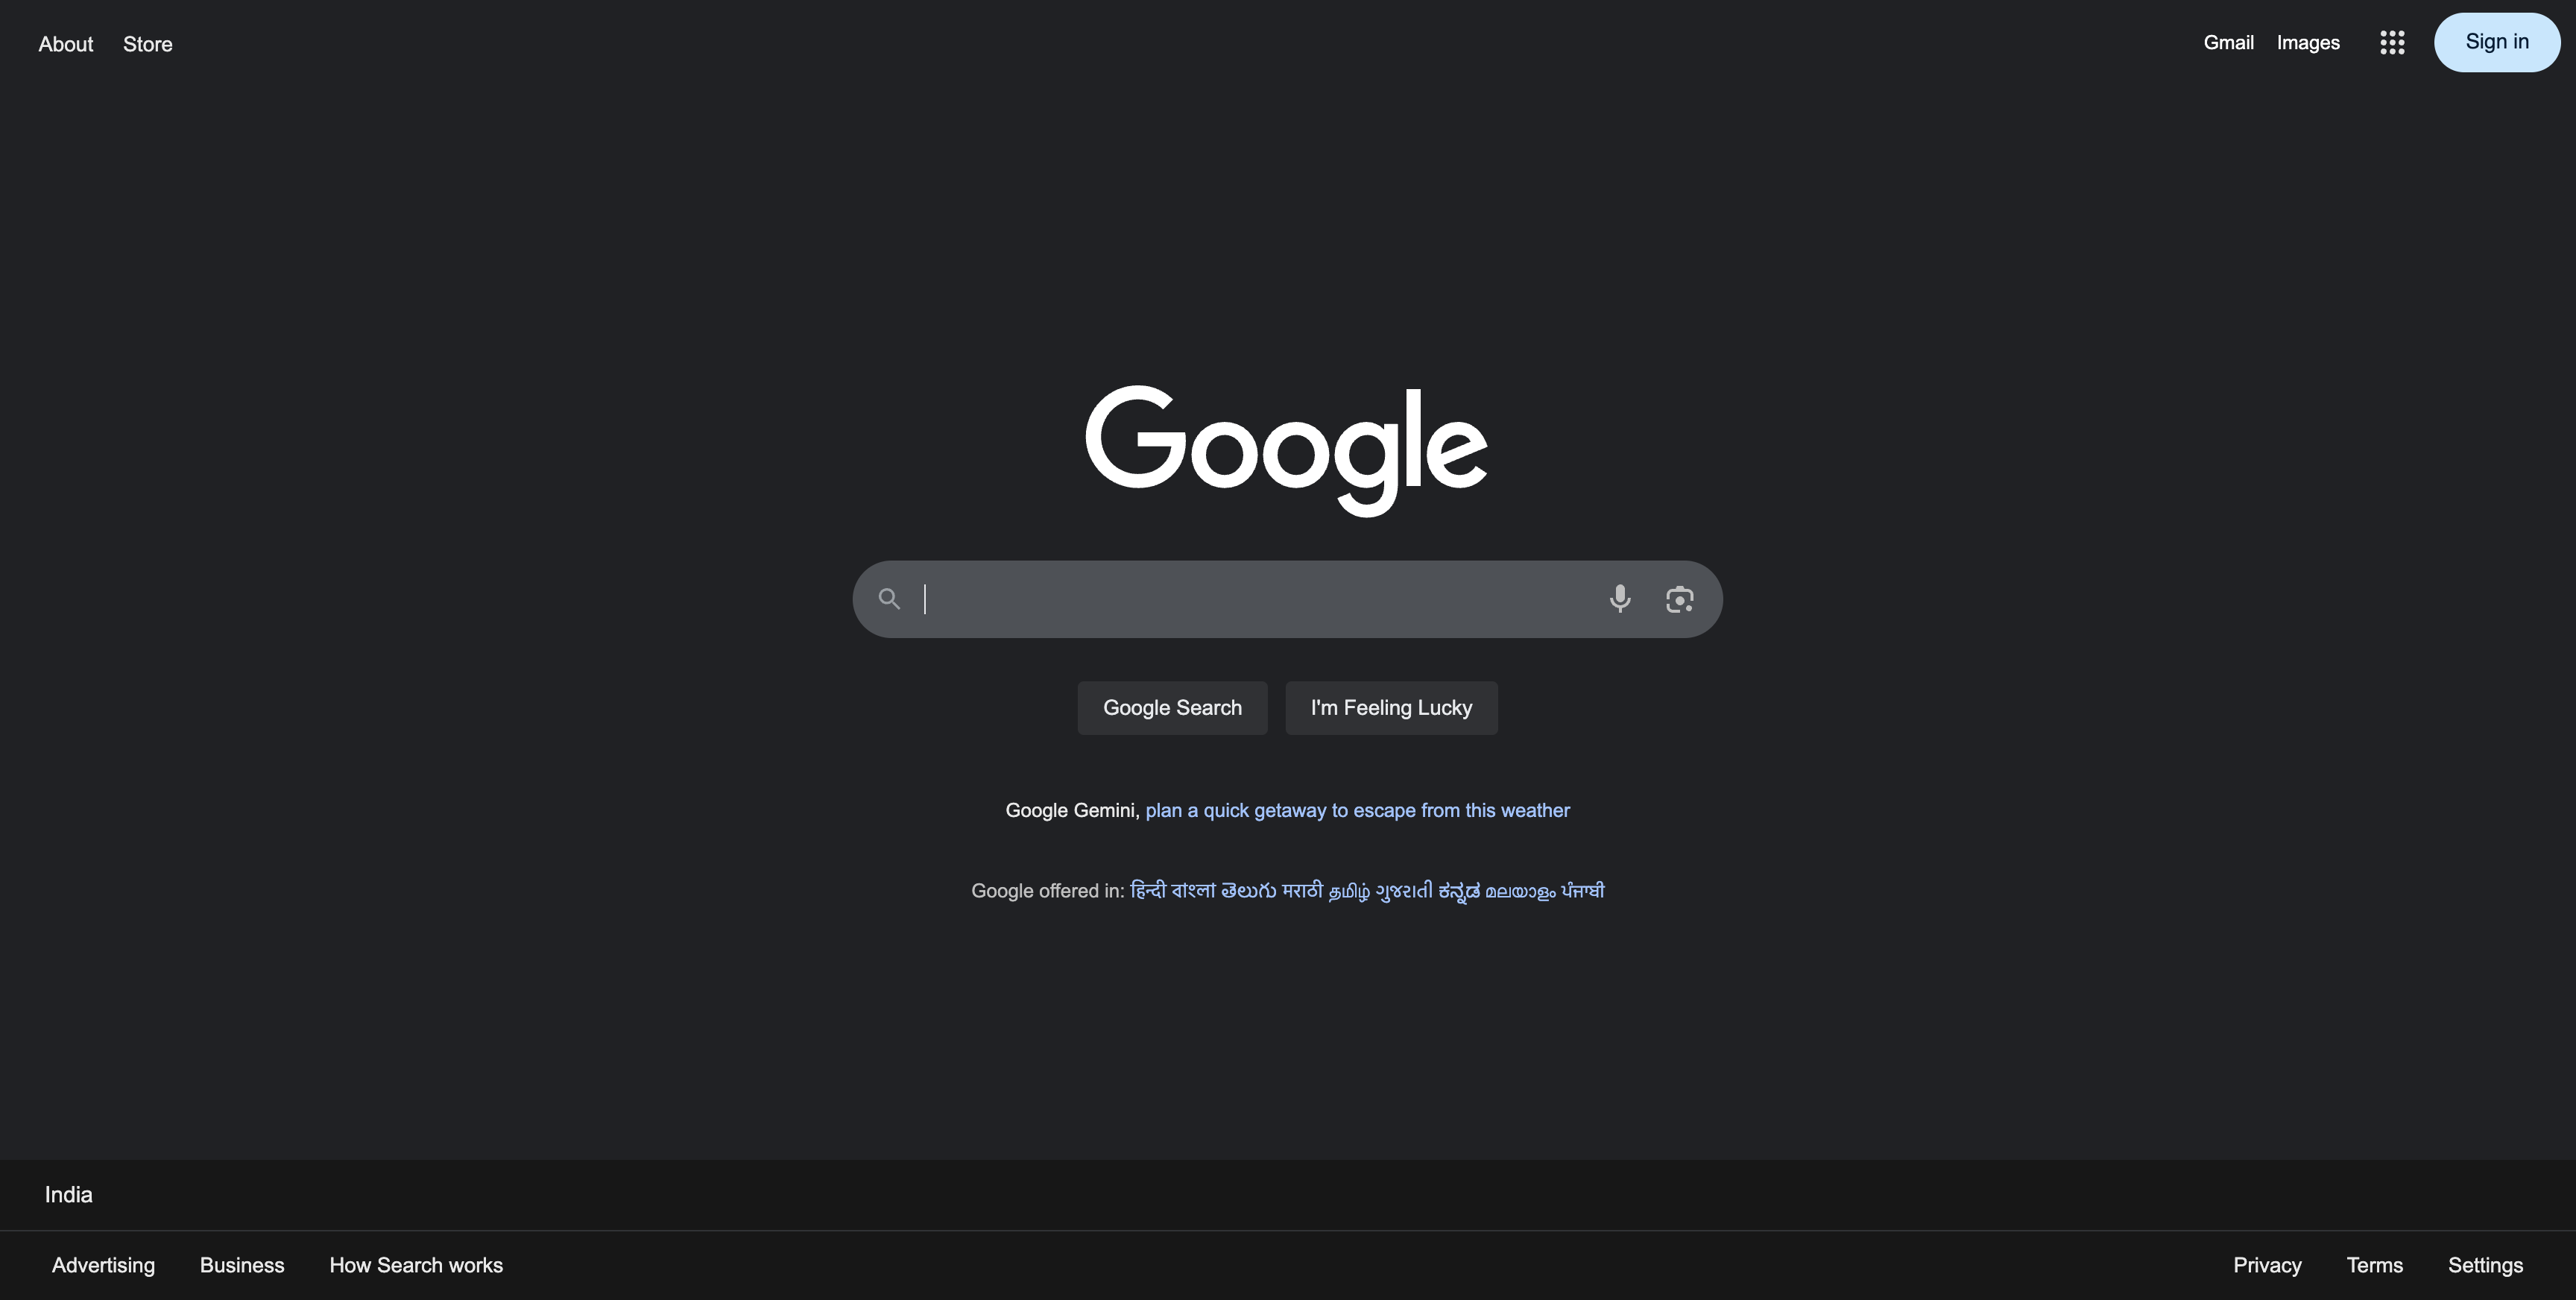 About Store Gmail Images Sign in
Google
Google Search I'm Feeling Lucky
Google Gemini, plan a quick getaway to escape from this weather
Google offered in: हिन्दी বাংলা తెలుగు मराठी தமிழ் ગુજરાતી ಕನ್ನಡ മലയാളം ਪੰਜਾਬੀ
India
Advertising Business How Search works Privacy Terms Settings